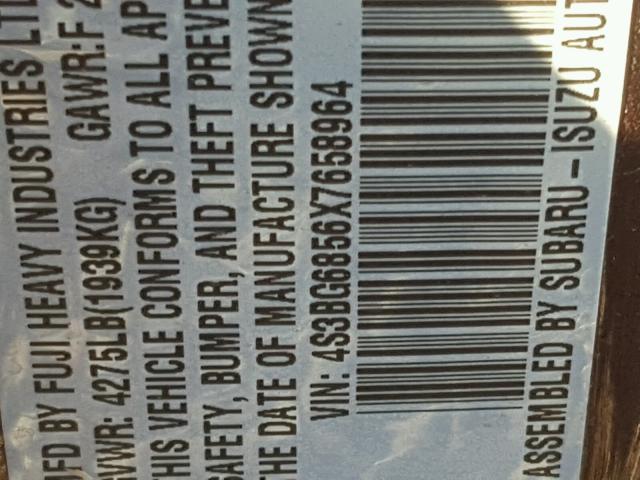 MFD BY FUJI HEAVY INDUSTRIES LTD
GVWR: 4275LB(1939KG) GAWR:F 2
THIS VEHICLE CONFORMS TO ALL AP
SAFETY, BUMPER, AND THEFT PREVE
THE DATE OF MANUFACTURE SHOWN
VIN: 4S3BG6856X7658964
ASSEMBLED BY SUBARU-ISUZU AUT